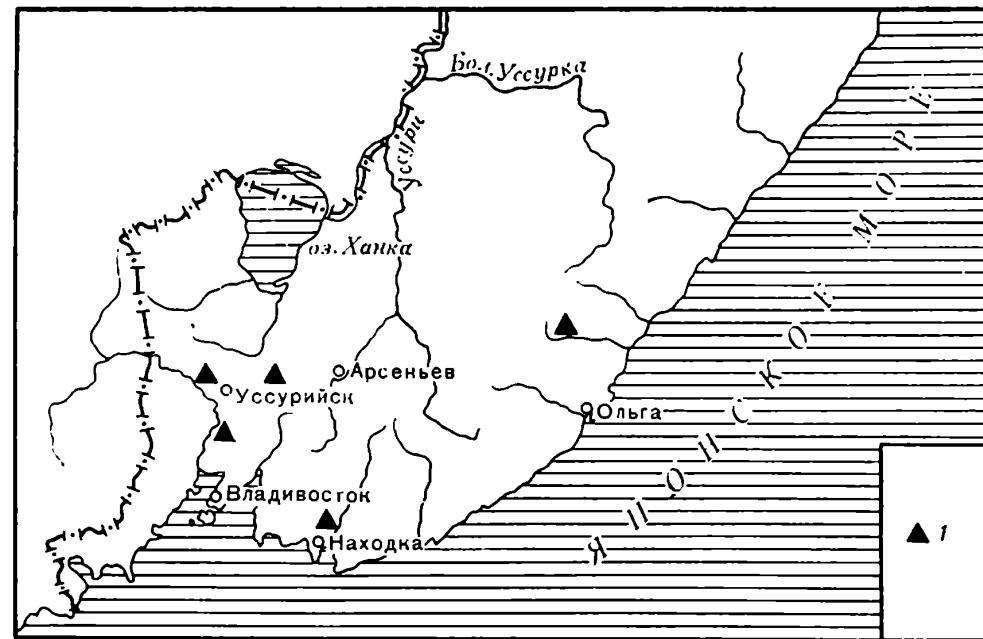 Бол. Уссурка
Уссури
оз. Ханка
Арсеньев
Уссурийск
Ольга
Владивосток
Находка
ЯПОНСКОЕ МОРЕ
1